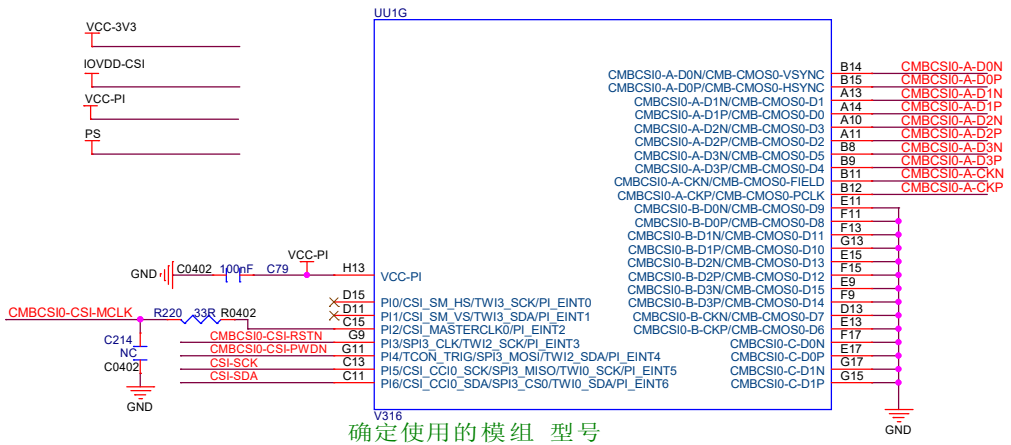 UU1G
VCC-3V3
IOVDD-CSI
VCC-PI
PS
CMBCSI0-A-D0N/CMB-CMOS0-VSYNC B14 CMBCSI0-A-D0N
CMBCSI0-A-D0P/CMB-CMOS0-HSYNC B15 CMBCSI0-A-D0P
CMBCSI0-A-D1N/CMB-CMOS0-D1 A13 CMBCSI0-A-D1N
CMBCSI0-A-D1P/CMB-CMOS0-D0 A14 CMBCSI0-A-D1P
CMBCSI0-A-D2N/CMB-CMOS0-D3 A10 CMBCSI0-A-D2N
CMBCSI0-A-D2P/CMB-CMOS0-D2 A11 CMBCSI0-A-D2P
CMBCSI0-A-D3N/CMB-CMOS0-D5 B8 CMBCSI0-A-D3N
CMBCSI0-A-D3P/CMB-CMOS0-D4 B9 CMBCSI0-A-D3P
CMBCSI0-A-CKN/CMB-CMOS0-FIELD B11 CMBCSI0-A-CKN
CMBCSI0-A-CKP/CMB-CMOS0-PCLK B12 CMBCSI0-A-CKP
CMBCSI0-B-D0N/CMB-CMOS0-D9 E11
CMBCSI0-B-D0P/CMB-CMOS0-D8 F11
CMBCSI0-B-D1N/CMB-CMOS0-D11 F13
CMBCSI0-B-D1P/CMB-CMOS0-D10 G13
CMBCSI0-B-D2N/CMB-CMOS0-D13 E15
CMBCSI0-B-D2P/CMB-CMOS0-D12 F15
CMBCSI0-B-D3N/CMB-CMOS0-D15 E9
CMBCSI0-B-D3P/CMB-CMOS0-D14 F9
CMBCSI0-B-CKN/CMB-CMOS0-D7 D13
CMBCSI0-B-CKP/CMB-CMOS0-D6 E13
CMBCSI0-C-D0N F17
CMBCSI0-C-D0P E17
CMBCSI0-C-D1N G17
CMBCSI0-C-D1P G15
GND
VCC-PI
GND C0402 100nF C79 H13 VCC-PI
D15 PI0/CSI_SM_HS/TWI3_SCK/PI_EINT0
D11 PI1/CSI_SM_VS/TWI3_SDA/PI_EINT1
CMBCSI0-CSI-MCLK R220 33R R0402 C15 PI2/CSI_MASTERCLK0/PI_EINT2
CMBCSI0-CSI-RSTN G9 PI3/SPI3_CLK/TWI2_SCK/PI_EINT3
CMBCSI0-CSI-PWDN G11 PI4/TCON_TRIG/SPI3_MOSI/TWI2_SDA/PI_EINT4
CSI-SCK C13 PI5/CSI_CCI0_SCK/SPI3_MISO/TWI0_SCK/PI_EINT5
CSI-SDA C11 PI6/CSI_CCI0_SDA/SPI3_CS0/TWI0_SDA/PI_EINT6
C214
NC
C0402
GND
V316
确定使用的模组 型号